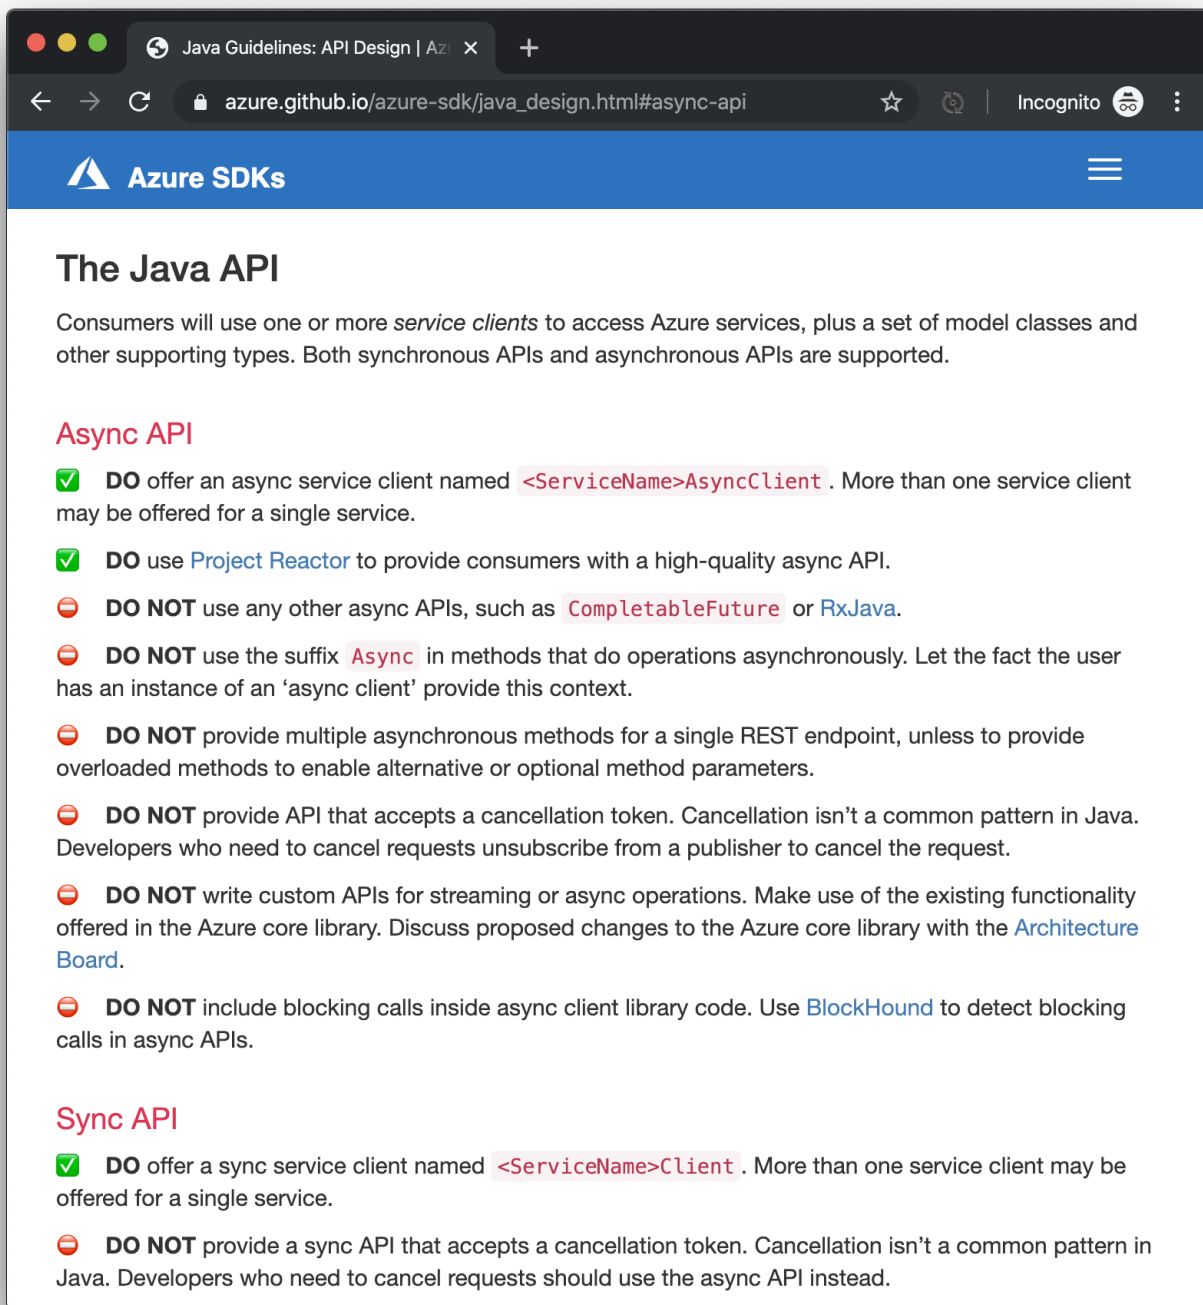 Java Guidelines: API Design | Az
azure.github.io/azure-sdk/java_design.html#async-api
Incognito
Azure SDKs
The Java API
Consumers will use one or more service clients to access Azure services, plus a set of model classes and
other supporting types. Both synchronous APIs and asynchronous APIs are supported.
Async API
✅ DO offer an async service client named <ServiceName>AsyncClient. More than one service client
may be offered for a single service.
✅ DO use Project Reactor to provide consumers with a high-quality async API.
⛔ DO NOT use any other async APIs, such as CompletableFuture or RxJava.
⛔ DO NOT use the suffix Async in methods that do operations asynchronously. Let the fact the user
has an instance of an ‘async client’ provide this context.
⛔ DO NOT provide multiple asynchronous methods for a single REST endpoint, unless to provide
overloaded methods to enable alternative or optional method parameters.
⛔ DO NOT provide API that accepts a cancellation token. Cancellation isn’t a common pattern in Java.
Developers who need to cancel requests unsubscribe from a publisher to cancel the request.
⛔ DO NOT write custom APIs for streaming or async operations. Make use of the existing functionality
offered in the Azure core library. Discuss proposed changes to the Azure core library with the Architecture
Board.
⛔ DO NOT include blocking calls inside async client library code. Use BlockHound to detect blocking
calls in async APIs.
Sync API
✅ DO offer a sync service client named <ServiceName>Client. More than one service client may be
offered for a single service.
⛔ DO NOT provide a sync API that accepts a cancellation token. Cancellation isn’t a common pattern in
Java. Developers who need to cancel requests should use the async API instead.